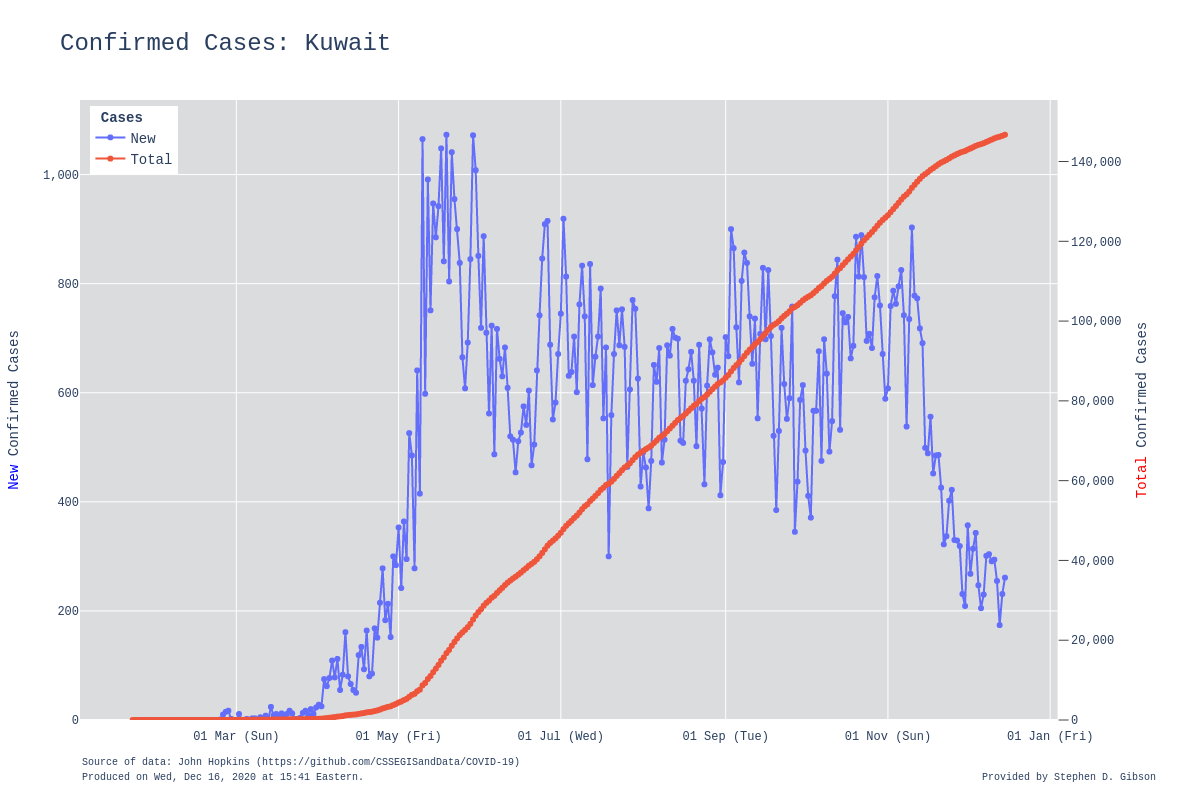 Confirmed Cases: Kuwait
Cases
New
Total
1,000
800
600
400
200
0
140,000
120,000
100,000
80,000
60,000
40,000
20,000
0
New Confirmed Cases
Total Confirmed Cases
01 Mar (Sun)
01 May (Fri)
01 Jul (Wed)
01 Sep (Tue)
01 Nov (Sun)
01 Jan (Fri)
Source of data: John Hopkins (https://github.com/CSSEGISandData/COVID-19)
Produced on Wed, Dec 16, 2020 at 15:41 Eastern.
Provided by Stephen D. Gibson